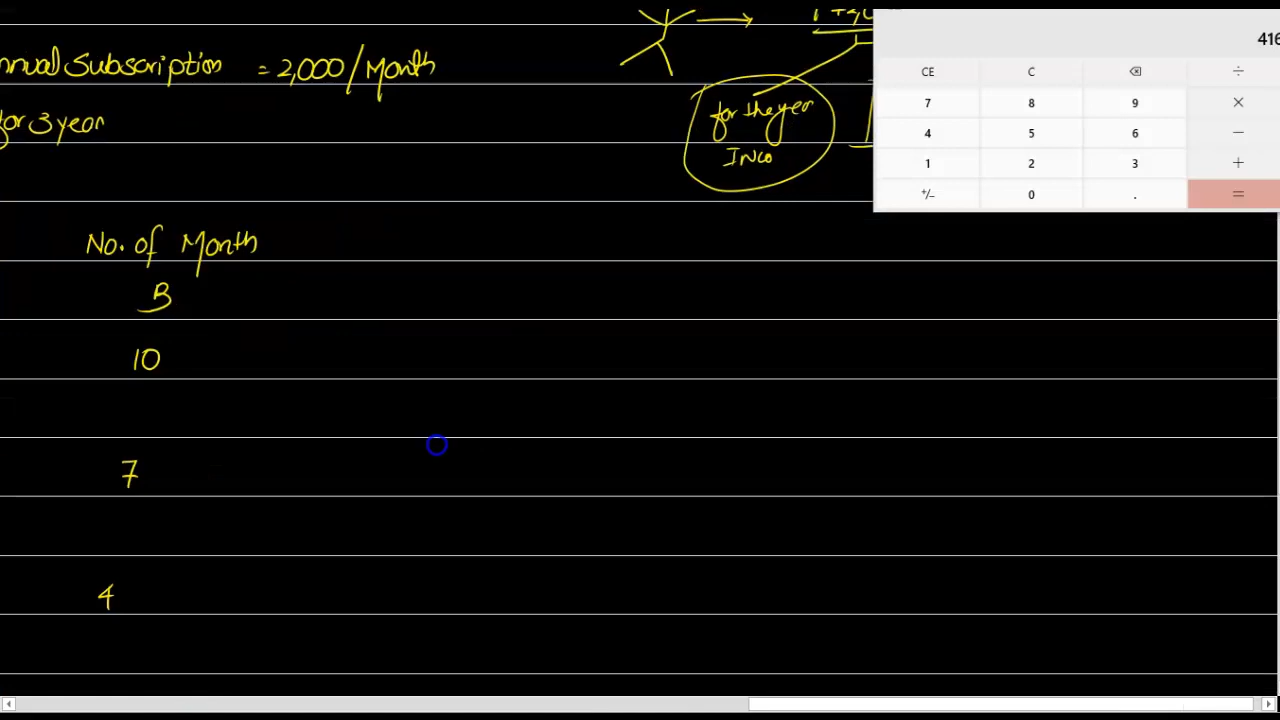 nnual Subscription = 2,000/Month
for 3 year
for the year
INCO
No. of Month
B
10
7
4
416
CE C ⌫ ÷
7 8 9 ×
4 5 6 −
1 2 3 +
+/− 0 . =